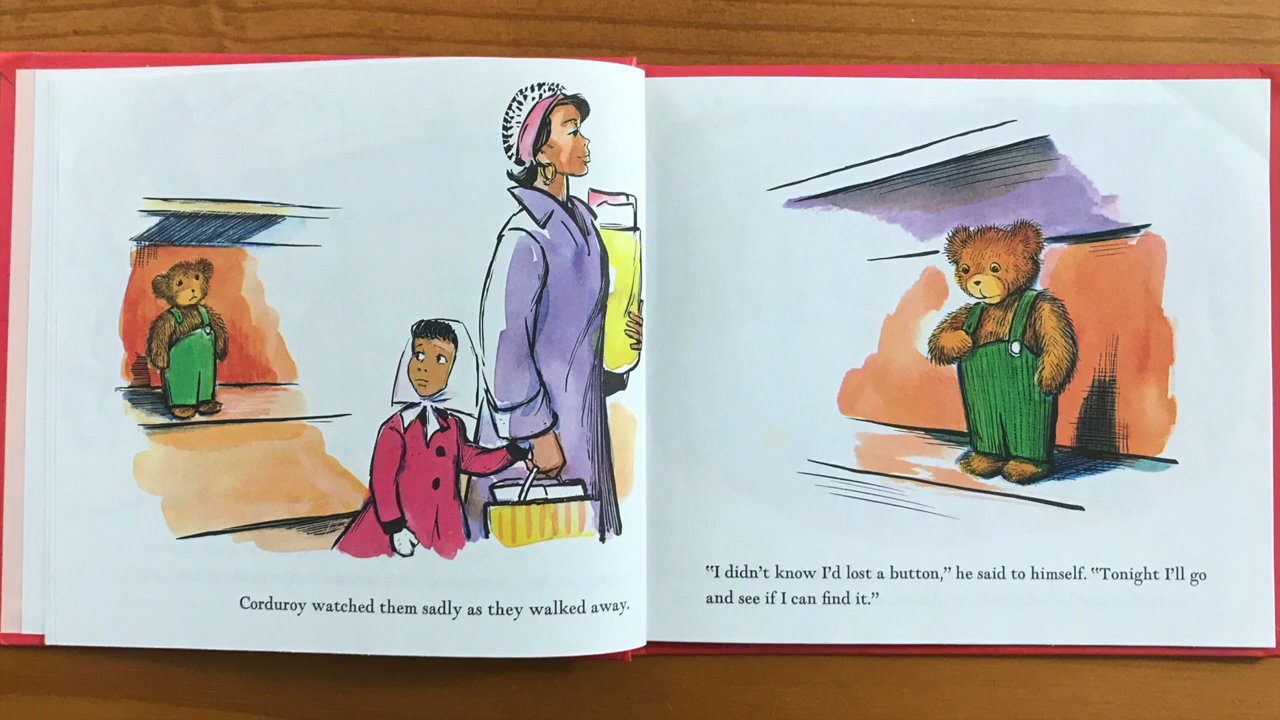 Corduroy watched them sadly as they walked away.
"I didn't know I'd lost a button," he said to himself. "Tonight I'll go
and see if I can find it."